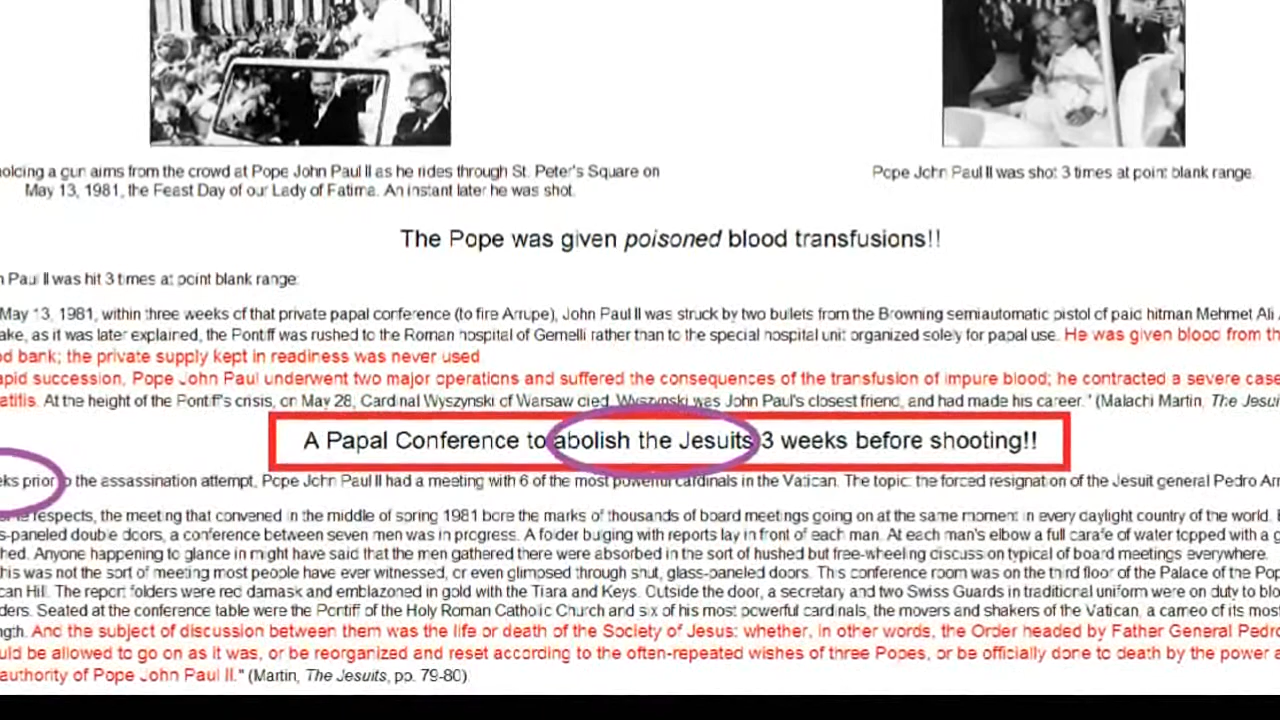 holding a gun aims from the crowd at Pope John Paul II as he rides through St. Peter's Square on
May 13, 1981, the Feast Day of our Lady of Fatima. An instant later he was shot.
Pope John Paul II was shot 3 times at point blank range.
The Pope was given poisoned blood transfusions!!
Paul II was hit 3 times at point blank range:
May 13, 1981, within three weeks of that private papal conference (to fire Arrupe), John Paul II was struck by two bullets from the Browning semiautomatic pistol of paid hitman Mehmet Ali
ake, as it was later explained, the Pontiff was rushed to the Roman hospital of Gemelli rather than to the special hospital unit organized solely for papal use. He was given blood from th
od bank; the private supply kept in readiness was never used
apid succession, Pope John Paul underwent two major operations and suffered the consequences of the transfusion of impure blood; he contracted a severe case
atitis. At the height of the Pontiff's crisis, on May 28, Cardinal Wyszynski of Warsaw died. Wyszynski was John Paul's closest friend, and had made his career." (Malachi Martin, The Jesui
A Papal Conference to abolish the Jesuits 3 weeks before shooting!!
eks prior to the assassination attempt, Pope John Paul II had a meeting with 6 of the most powerful cardinals in the Vatican. The topic: the forced resignation of the Jesuit general Pedro Arr
respects, the meeting that convened in the middle of spring 1981 bore the marks of thousands of board meetings going on at the same moment in every daylight country of the world.
s-paneled double doors, a conference between seven men was in progress. A folder bulging with reports lay in front of each man. At each man's elbow a full carafe of water topped with a g
hed. Anyone happening to glance in might have said that the men gathered there were absorbed in the sort of hushed but free-wheeling discussion typical of board meetings everywhere.
his was not the sort of meeting most people have ever witnessed, or even glimpsed through shut, glass-paneled doors. This conference room was on the third floor of the Palace of the Pop
can Hill. The report folders were red damask and emblazoned in gold with the Tiara and Keys. Outside the door, a secretary and two Swiss Guards in traditional uniform were on duty to blo
ders. Seated at the conference table were the Pontiff of the Holy Roman Catholic Church and six of his most powerful cardinals, the movers and shakers of the Vatican, a cameo of its most
ngth. And the subject of discussion between them was the life or death of the Society of Jesus: whether, in other words, the Order headed by Father General Pedro
uld be allowed to go on as it was, or be reorganized and reset according to the often-repeated wishes of three Popes, or be officially done to death by the power a
authority of Pope John Paul II." (Martin, The Jesuits, pp. 79-80)